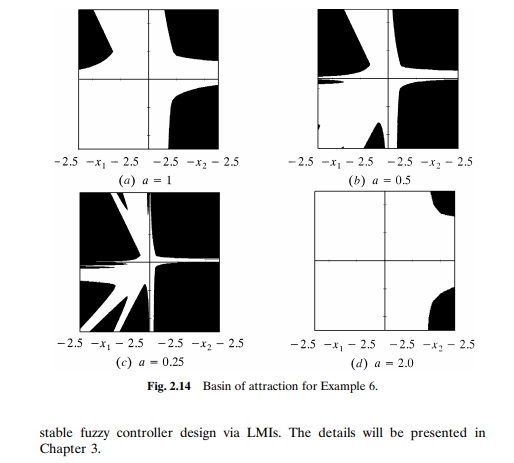 −2.5 −x₁ − 2.5 −2.5 −x₂ − 2.5
(a) a = 1
−2.5 −x₁ − 2.5 −2.5 −x₂ − 2.5
(b) a = 0.5
−2.5 −x₁ − 2.5 −2.5 −x₂ − 2.5
(c) a = 0.25
−2.5 −x₁ − 2.5 −2.5 −x₂ − 2.5
(d) a = 2.0
Fig. 2.14 Basin of attraction for Example 6.
stable fuzzy controller design via LMIs. The details will be presented in
Chapter 3.